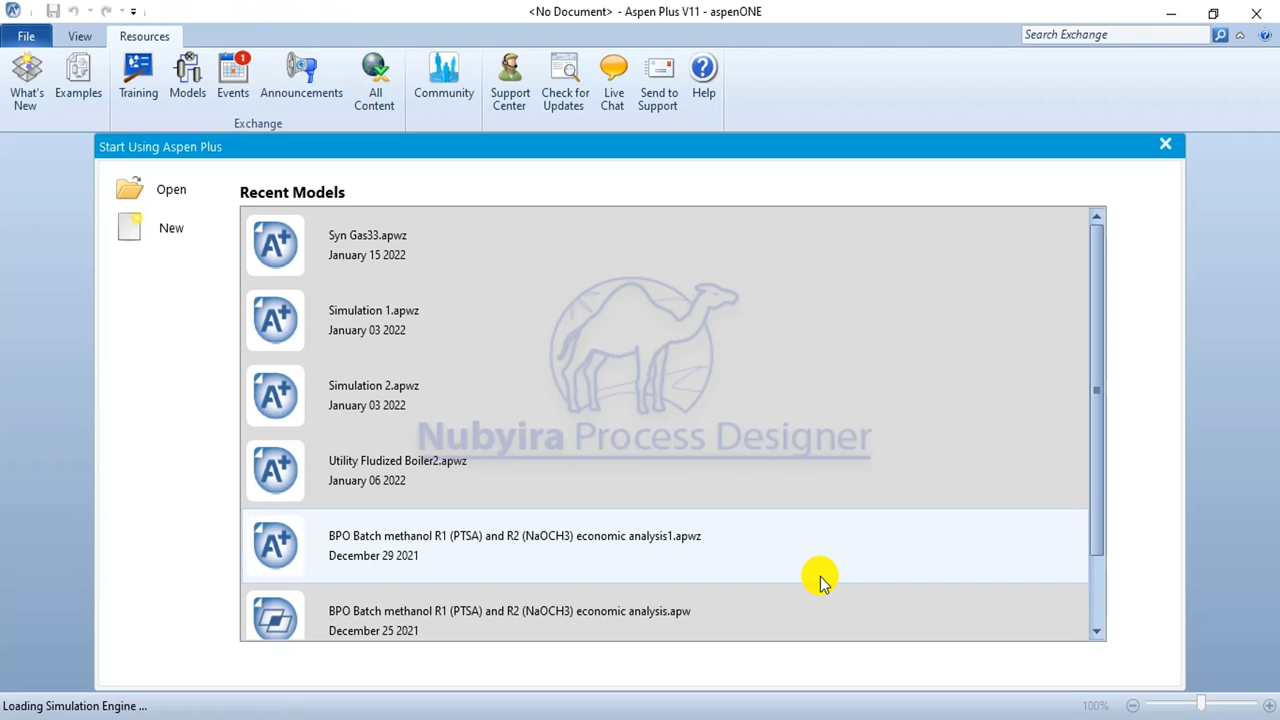 <No Document> - Aspen Plus V11 - aspenONE
File
View
Resources
Search Exchange
What's New
Examples
Training
Models
Events
1
Announcements
All Content
Community
Support Center
Check for Updates
Live Chat
Send to Support
Help
Exchange
Start Using Aspen Plus
Open
New
Recent Models
Syn Gas33.apwz
January 15 2022
Simulation 1.apwz
January 03 2022
Simulation 2.apwz
January 03 2022
Nubyira Process Designer
Utility Fludized Boiler2.apwz
January 06 2022
BPO Batch methanol R1 (PTSA) and R2 (NaOCH3) economic analysis1.apwz
December 29 2021
BPO Batch methanol R1 (PTSA) and R2 (NaOCH3) economic analysis.apw
December 25 2021
Loading Simulation Engine ...
100%